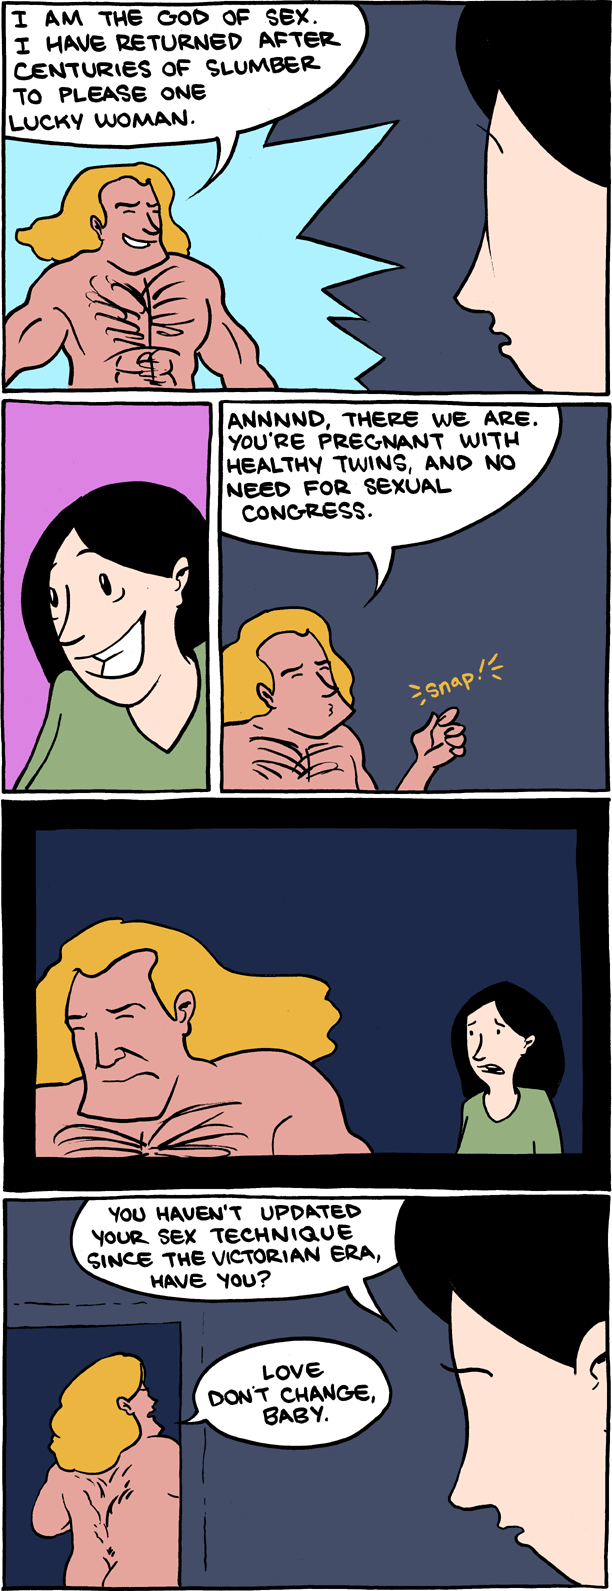 I AM THE GOD OF SEX.
I HAVE RETURNED AFTER
CENTURIES OF SLUMBER
TO PLEASE ONE
LUCKY WOMAN.
ANNNND, THERE WE ARE.
YOU'RE PREGNANT WITH
HEALTHY TWINS, AND NO
NEED FOR SEXUAL
CONGRESS.
snap!
YOU HAVEN'T UPDATED
YOUR SEX TECHNIQUE
SINCE THE VICTORIAN ERA,
HAVE YOU?
LOVE
DON'T CHANGE,
BABY.